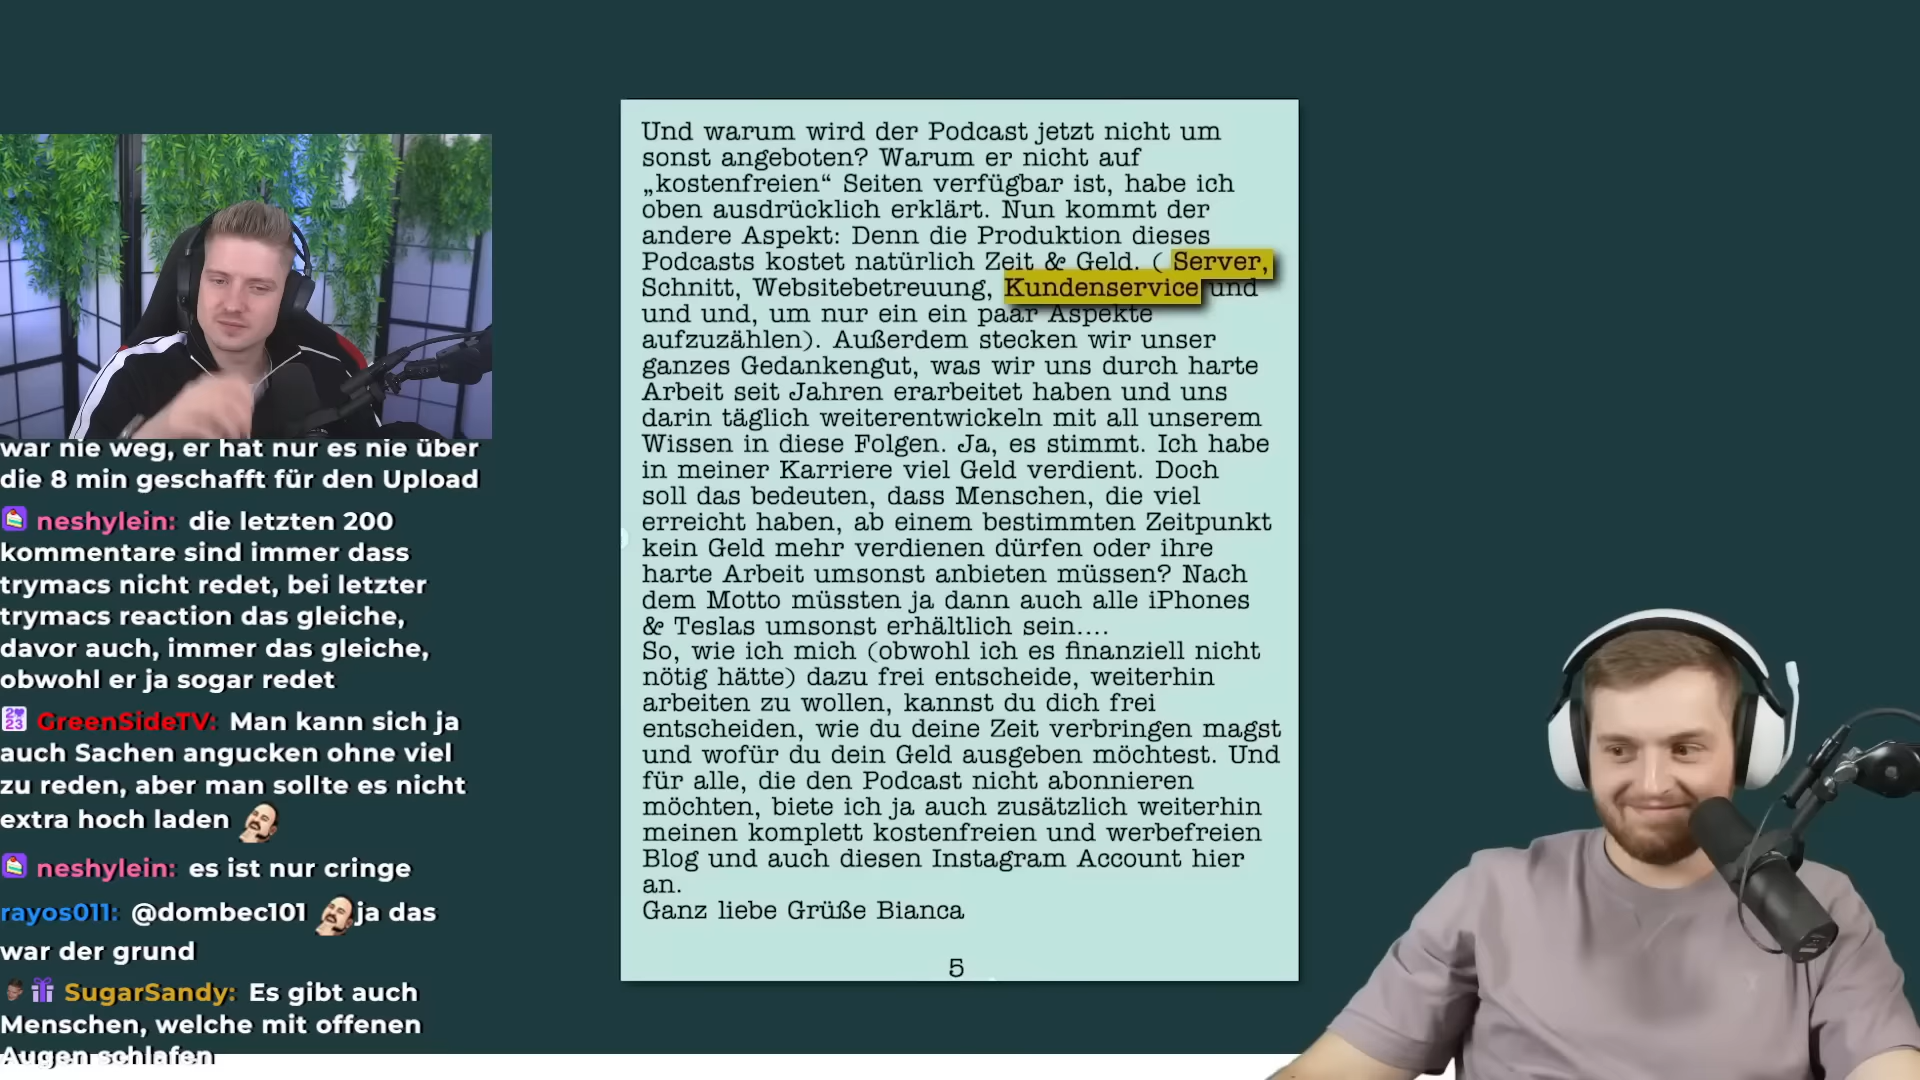 war nie weg, er hat nur es nie über
die 8 min geschafft für den Upload
neshylein: die letzten 200
kommentare sind immer dass
trymacs nicht redet, bei letzter
trymacs reaction das gleiche,
davor auch, immer das gleiche,
obwohl er ja sogar redet
GreenSideTV: Man kann sich ja
auch Sachen angucken ohne viel
zu reden, aber man sollte es nicht
extra hoch laden
neshylein: es ist nur cringe
rayos011: @dombec101 ja das
war der grund
SugarSandy: Es gibt auch
Menschen, welche mit offenen
Augen schlafen
Und warum wird der Podcast jetzt nicht um
sonst angeboten? Warum er nicht auf
„kostenfreien“ Seiten verfügbar ist, habe ich
oben ausdrücklich erklärt. Nun kommt der
andere Aspekt: Denn die Produktion dieses
Podcasts kostet natürlich Zeit & Geld. ( Server,
Schnitt, Websitebetreuung, Kundenservice und
und und, um nur ein ein paar Aspekte
aufzuzählen). Außerdem stecken wir unser
ganzes Gedankengut, was wir uns durch harte
Arbeit seit Jahren erarbeitet haben und uns
darin täglich weiterentwickeln mit all unserem
Wissen in diese Folgen. Ja, es stimmt. Ich habe
in meiner Karriere viel Geld verdient. Doch
soll das bedeuten, dass Menschen, die viel
erreicht haben, ab einem bestimmten Zeitpunkt
kein Geld mehr verdienen dürfen oder ihre
harte Arbeit umsonst anbieten müssen? Nach
dem Motto müssten ja dann auch alle iPhones
& Teslas umsonst erhältlich sein....
So, wie ich mich (obwohl ich es finanziell nicht
nötig hätte) dazu frei entscheide, weiterhin
arbeiten zu wollen, kannst du dich frei
entscheiden, wie du deine Zeit verbringen magst
und wofür du dein Geld ausgeben möchtest. Und
für alle, die den Podcast nicht abonnieren
möchten, biete ich ja auch zusätzlich weiterhin
meinen komplett kostenfreien und werbefreien
Blog und auch diesen Instagram Account hier
an.
Ganz liebe Grüße Bianca
5